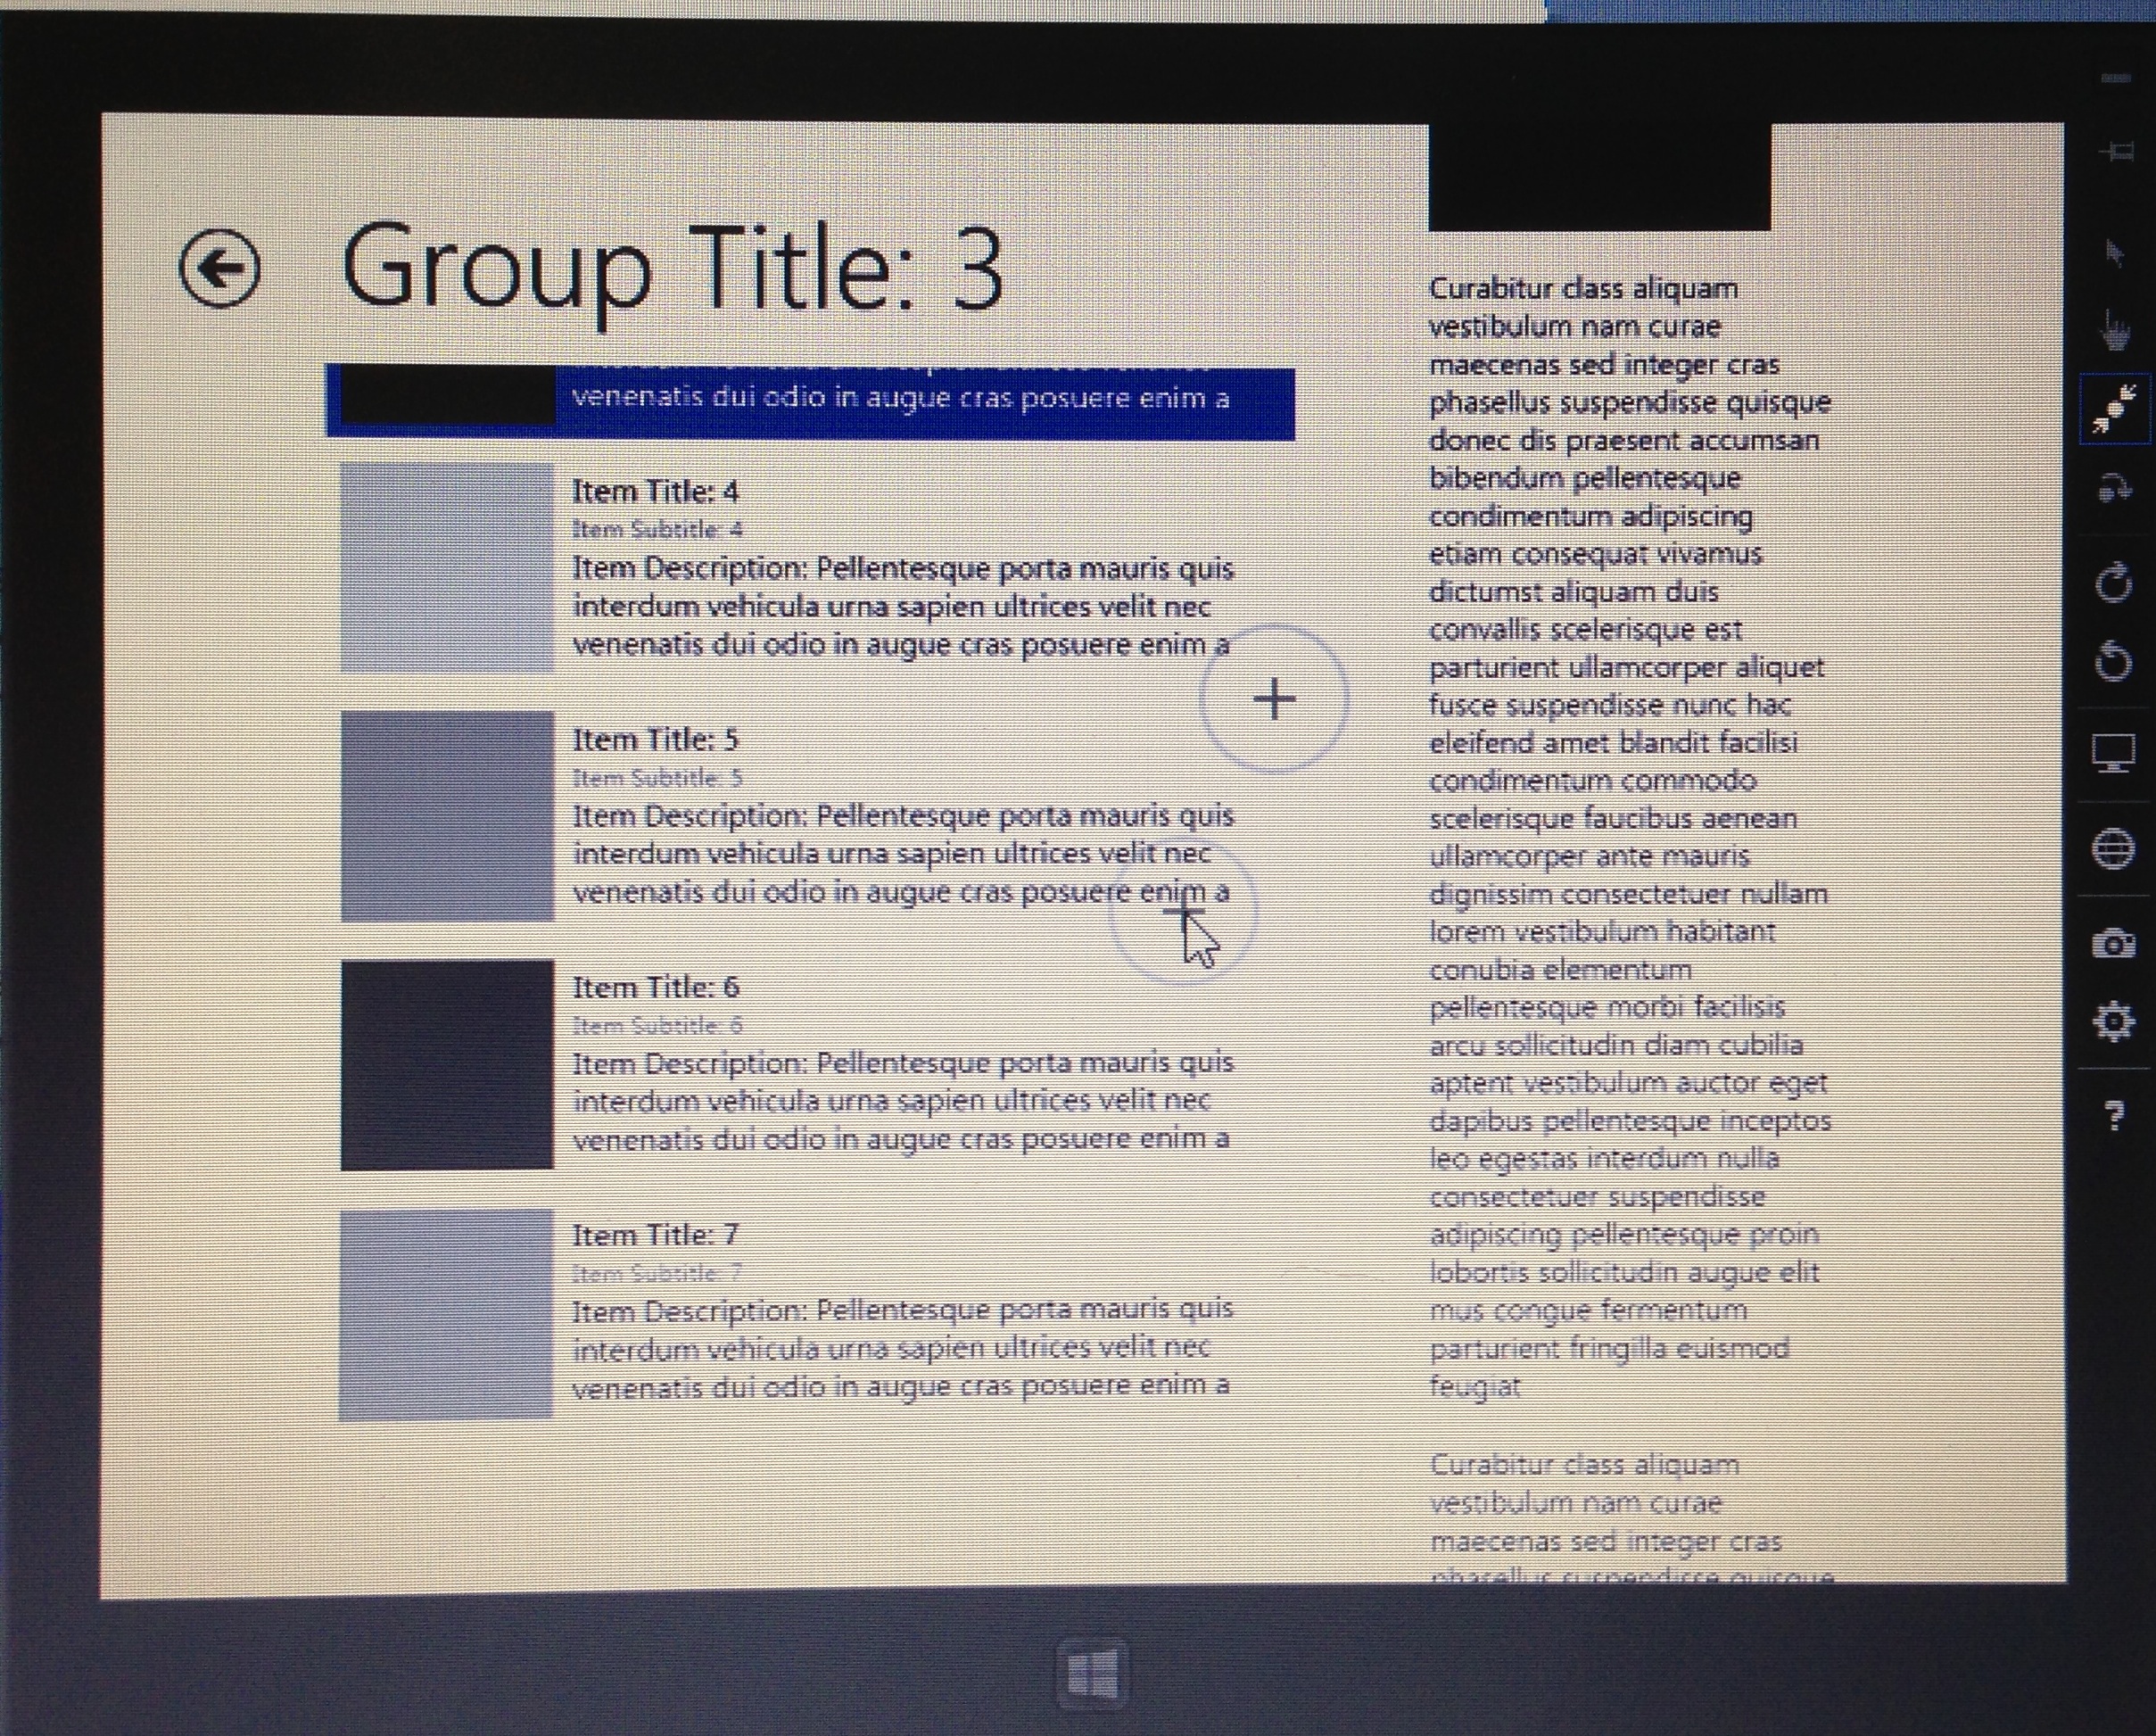 Group Title: 3
venenatis dui odio in augue cras posuere enim a
Item Title: 4
Item Subtitle: 4
Item Description: Pellentesque porta mauris quis
interdum vehicula urna sapien ultrices velit nec
venenatis dui odio in augue cras posuere enim a
Item Title: 5
Item Subtitle: 5
Item Description: Pellentesque porta mauris quis
interdum vehicula urna sapien ultrices velit nec
venenatis dui odio in augue cras posuere enim a
Item Title: 6
Item Subtitle: 6
Item Description: Pellentesque porta mauris quis
interdum vehicula urna sapien ultrices velit nec
venenatis dui odio in augue cras posuere enim a
Item Title: 7
Item Subtitle: 7
Item Description: Pellentesque porta mauris quis
interdum vehicula urna sapien ultrices velit nec
venenatis dui odio in augue cras posuere enim a
Curabitur class aliquam
vestibulum nam curae
maecenas sed integer cras
phasellus suspendisse quisque
donec dis praesent accumsan
bibendum pellentesque
condimentum adipiscing
etiam consequat vivamus
dictumst aliquam duis
convallis scelerisque est
parturient ullamcorper aliquet
fusce suspendisse nunc hac
eleifend amet blandit facilisi
condimentum commodo
scelerisque faucibus aenean
ullamcorper ante mauris
dignissim consectetuer nullam
lorem vestibulum habitant
conubia elementum
pellentesque morbi facilisis
arcu sollicitudin diam cubilia
aptent vestibulum auctor eget
dapibus pellentesque inceptos
leo egestas interdum nulla
consectetuer suspendisse
adipiscing pellentesque proin
lobortis sollicitudin augue elit
mus congue fermentum
parturient fringilla euismod
feugiat
Curabitur class aliquam
vestibulum nam curae
maecenas sed integer cras
phasellus suspendisse quisque
?